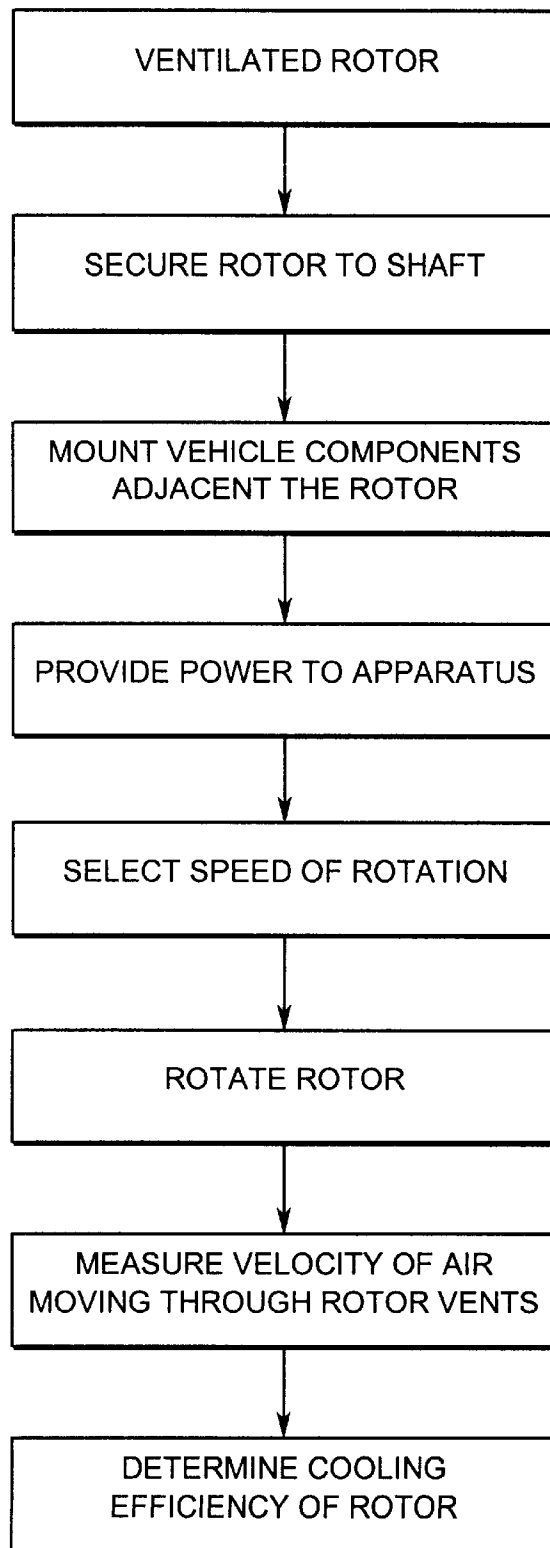 VENTILATED ROTOR
SECURE ROTOR TO SHAFT
MOUNT VEHICLE COMPONENTS
ADJACENT THE ROTOR
PROVIDE POWER TO APPARATUS
SELECT SPEED OF ROTATION
ROTATE ROTOR
MEASURE VELOCITY OF AIR
MOVING THROUGH ROTOR VENTS
DETERMINE COOLING
EFFICIENCY OF ROTOR